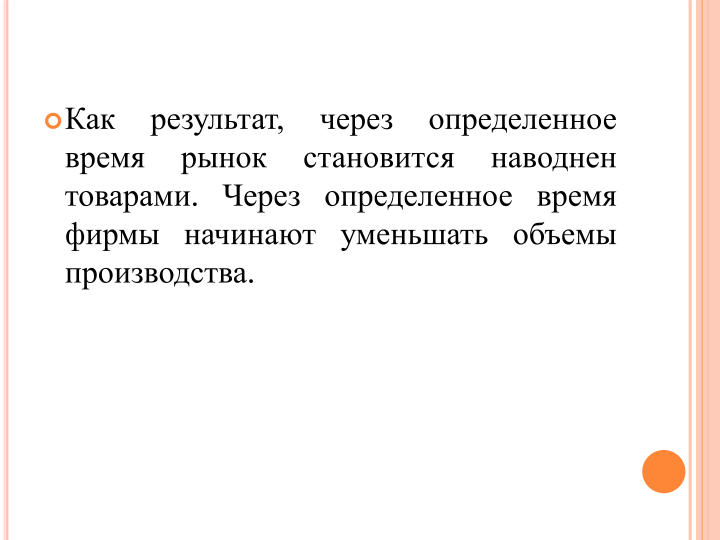 Как результат, через определенное
время рынок становится наводнен
товарами. Через определенное время
фирмы начинают уменьшать объемы
производства.